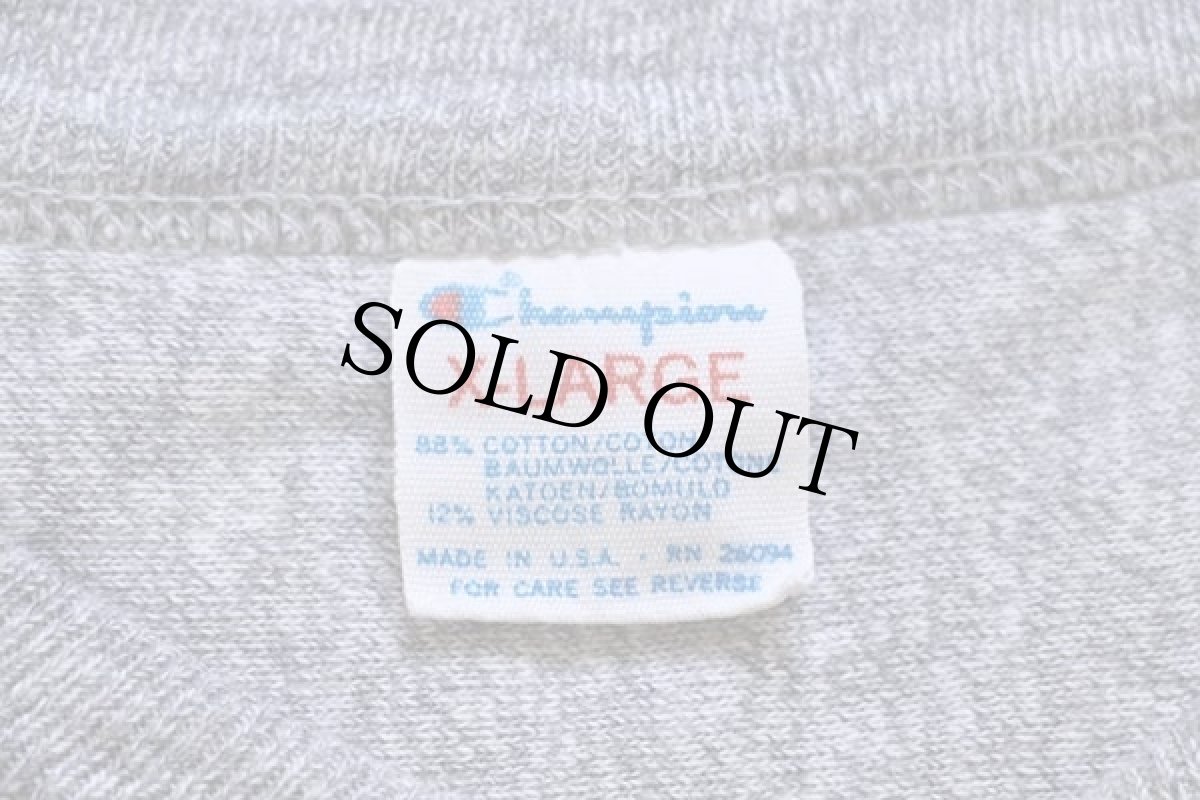 Champion®
X-LARGE
SOLD OUT
88% COTTON/COTON
BAUMWOLLE/COTONE
KATOEN/BOMULD
12% VISCOSE RAYON
MADE IN U.S.A. · RN 26094
FOR CARE SEE REVERSE